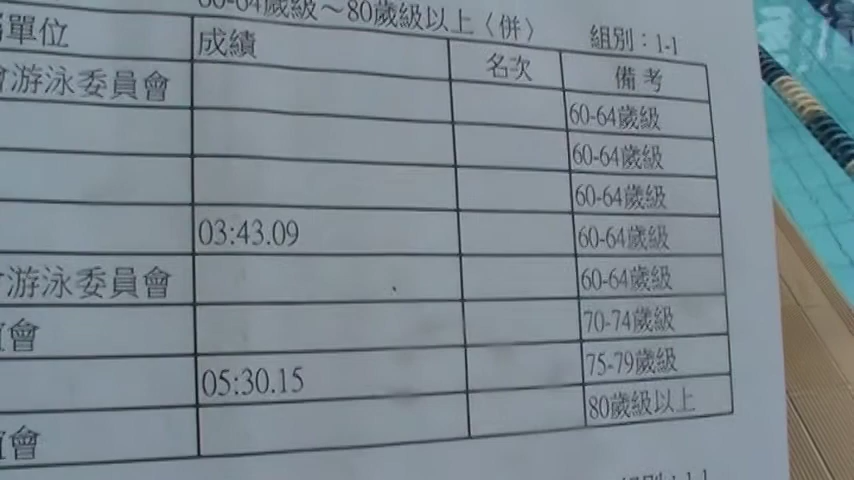 60-64歲級～80歲級以上〈併〉 組別：1-1
單位 成績 名次 備考
會游泳委員會 60-64歲級
60-64歲級
60-64歲級
03:43.09 60-64歲級
會游泳委員會 60-64歲級
誼會 70-74歲級
05:30.15 75-79歲級
誼會 80歲級以上